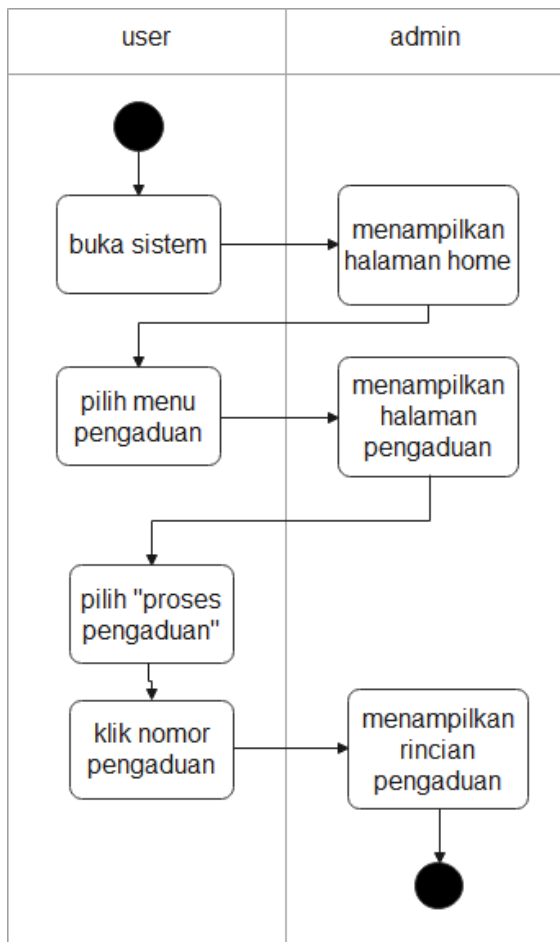 user
admin
buka sistem
menampilkan
halaman home
pilih menu
pengaduan
menampilkan
halaman
pengaduan
pilih "proses
pengaduan"
klik nomor
pengaduan
menampilkan
rincian
pengaduan